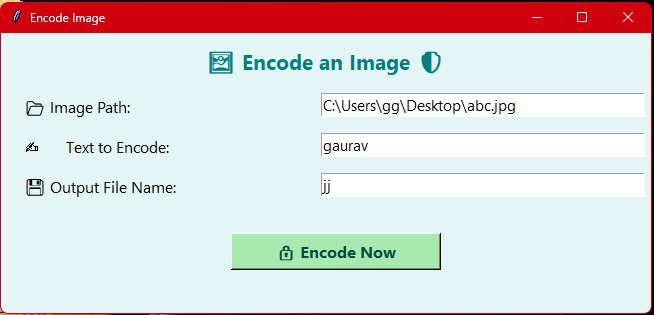 Encode Image
Encode an Image
Image Path: C:\Users\gg\Desktop\abc.jpg
Text to Encode: gaurav
Output File Name: jj
Encode Now